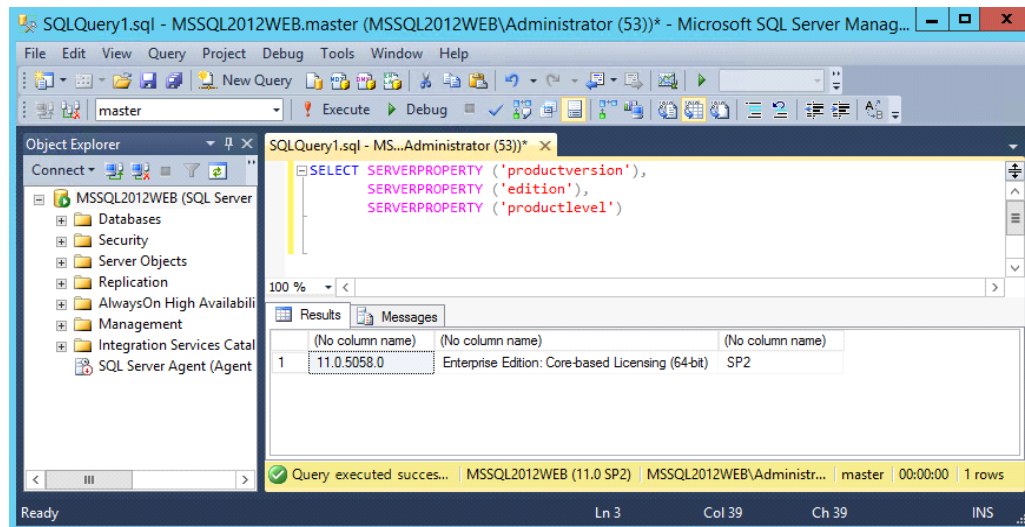 SQLQuery1.sql - MSSQL2012WEB.master (MSSQL2012WEB\Administrator (53))* - Microsoft SQL Server Manag...
File Edit View Query Project Debug Tools Window Help
New Query
master Execute Debug
Object Explorer
SQLQuery1.sql - MS...Administrator (53))*
Connect
MSSQL2012WEB (SQL Server
Databases
Security
Server Objects
Replication
AlwaysOn High Availabili
Management
Integration Services Catal
SQL Server Agent (Agent
SELECT SERVERPROPERTY ('productversion'),
SERVERPROPERTY ('edition'),
SERVERPROPERTY ('productlevel')
100 %
Results Messages
(No column name) (No column name) (No column name)
1 11.0.5058.0 Enterprise Edition: Core-based Licensing (64-bit) SP2
Query executed succes... MSSQL2012WEB (11.0 SP2) MSSQL2012WEB\Administr... master 00:00:00 1 rows
Ready Ln 3 Col 39 Ch 39 INS